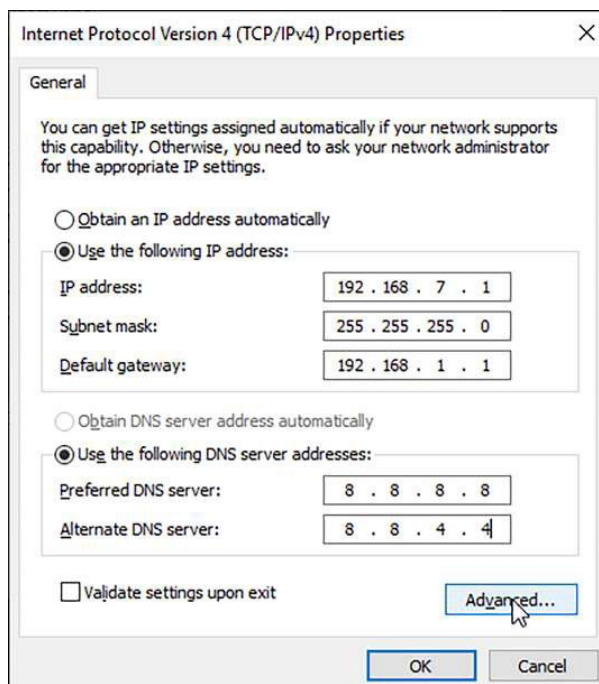 Internet Protocol Version 4 (TCP/IPv4) Properties
General
You can get IP settings assigned automatically if your network supports
this capability. Otherwise, you need to ask your network administrator
for the appropriate IP settings.
Obtain an IP address automatically
Use the following IP address:
IP address: 192 . 168 . 7 . 1
Subnet mask: 255 . 255 . 255 . 0
Default gateway: 192 . 168 . 1 . 1
Obtain DNS server address automatically
Use the following DNS server addresses:
Preferred DNS server: 8 . 8 . 8 . 8
Alternate DNS server: 8 . 8 . 4 . 4
Validate settings upon exit
Advanced...
OK Cancel